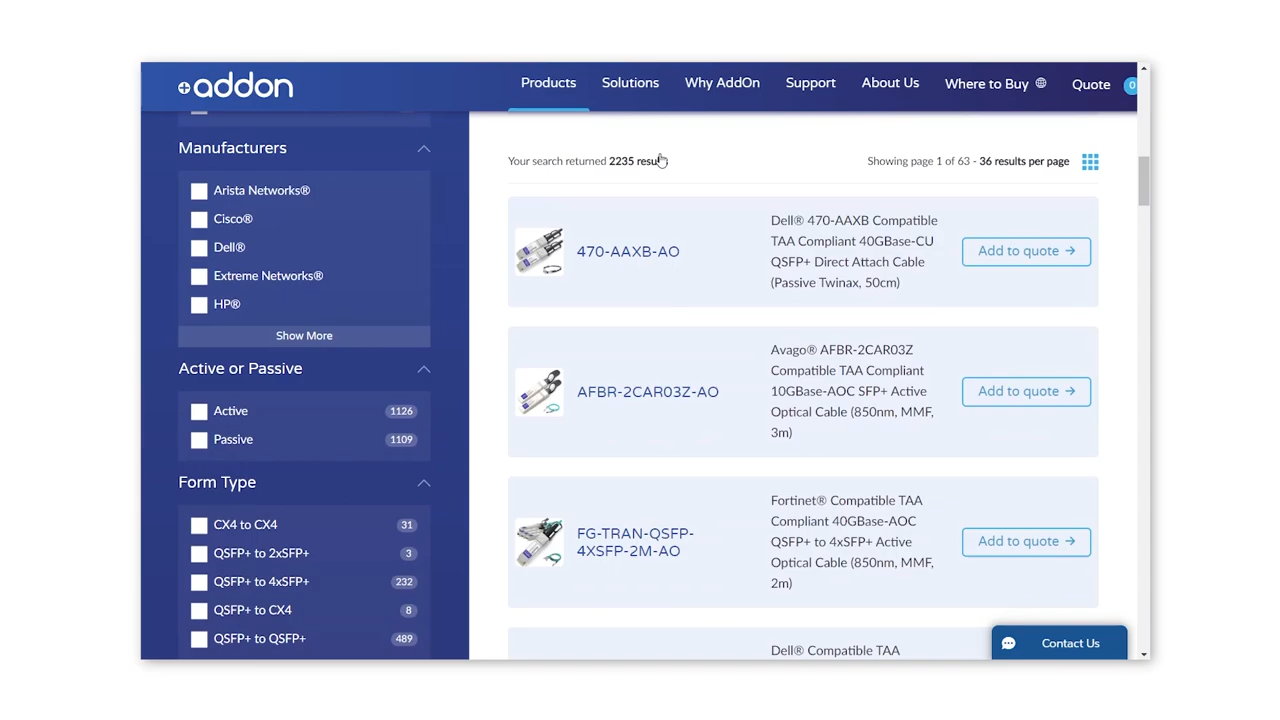 addon
Products
Solutions
Why AddOn
Support
About Us
Where to Buy
Quote
0
Manufacturers
Arista Networks®
Cisco®
Dell®
Extreme Networks®
HP®
Show More
Active or Passive
Active 1126
Passive 1109
Form Type
CX4 to CX4 31
QSFP+ to 2xSFP+ 3
QSFP+ to 4xSFP+ 232
QSFP+ to CX4 8
QSFP+ to QSFP+ 489
Your search returned 2235 results
Showing page 1 of 63 - 36 results per page
470-AAXB-AO
Dell® 470-AAXB Compatible
TAA Compliant 40GBase-CU
QSFP+ Direct Attach Cable
(Passive Twinax, 50cm)
Add to quote →
AFBR-2CAR03Z-AO
Avago® AFBR-2CAR03Z
Compatible TAA Compliant
10GBase-AOC SFP+ Active
Optical Cable (850nm, MMF,
3m)
Add to quote →
FG-TRAN-QSFP-
4XSFP-2M-AO
Fortinet® Compatible TAA
Compliant 40GBase-AOC
QSFP+ to 4xSFP+ Active
Optical Cable (850nm, MMF,
2m)
Add to quote →
Dell® Compatible TAA
Contact Us